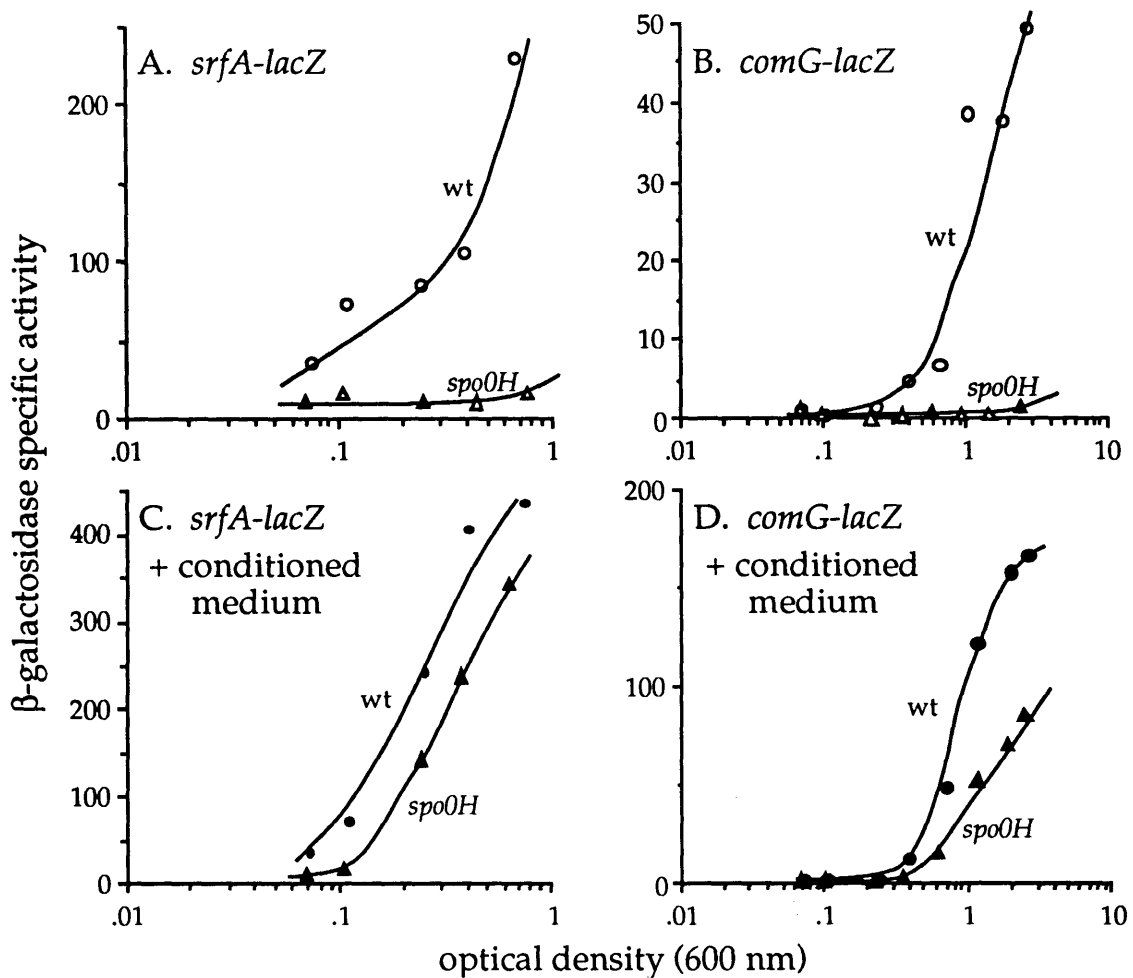 β-galactosidase specific activity
A. srfA-lacZ
200
100
0
.01
.1
1
wt
spo0H
B. comG-lacZ
50
40
30
20
10
0
.01
.1
1
10
wt
spo0H
C. srfA-lacZ
+ conditioned
medium
400
300
200
100
0
.01
.1
1
wt
spo0H
D. comG-lacZ
+ conditioned
medium
200
100
0
.01
.1
1
10
wt
spo0H
optical density (600 nm)